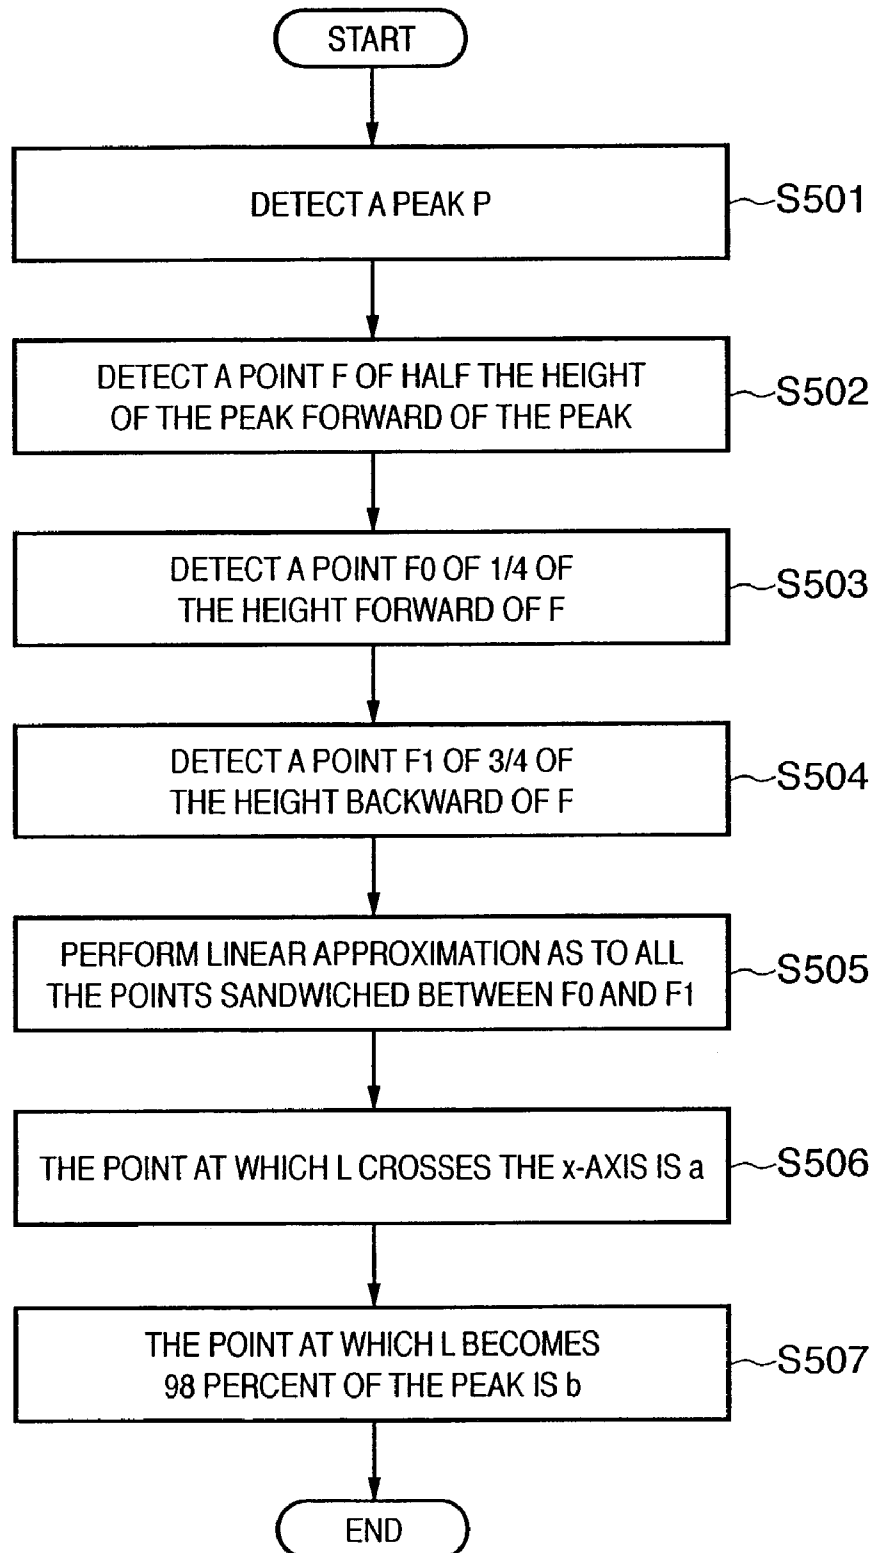 START
DETECT A PEAK P
S501
DETECT A POINT F OF HALF THE HEIGHT
OF THE PEAK FORWARD OF THE PEAK
S502
DETECT A POINT F0 OF 1/4 OF
THE HEIGHT FORWARD OF F
S503
DETECT A POINT F1 OF 3/4 OF
THE HEIGHT BACKWARD OF F
S504
PERFORM LINEAR APPROXIMATION AS TO ALL
THE POINTS SANDWICHED BETWEEN F0 AND F1
S505
THE POINT AT WHICH L CROSSES THE x-AXIS IS a
S506
THE POINT AT WHICH L BECOMES
98 PERCENT OF THE PEAK IS b
S507
END